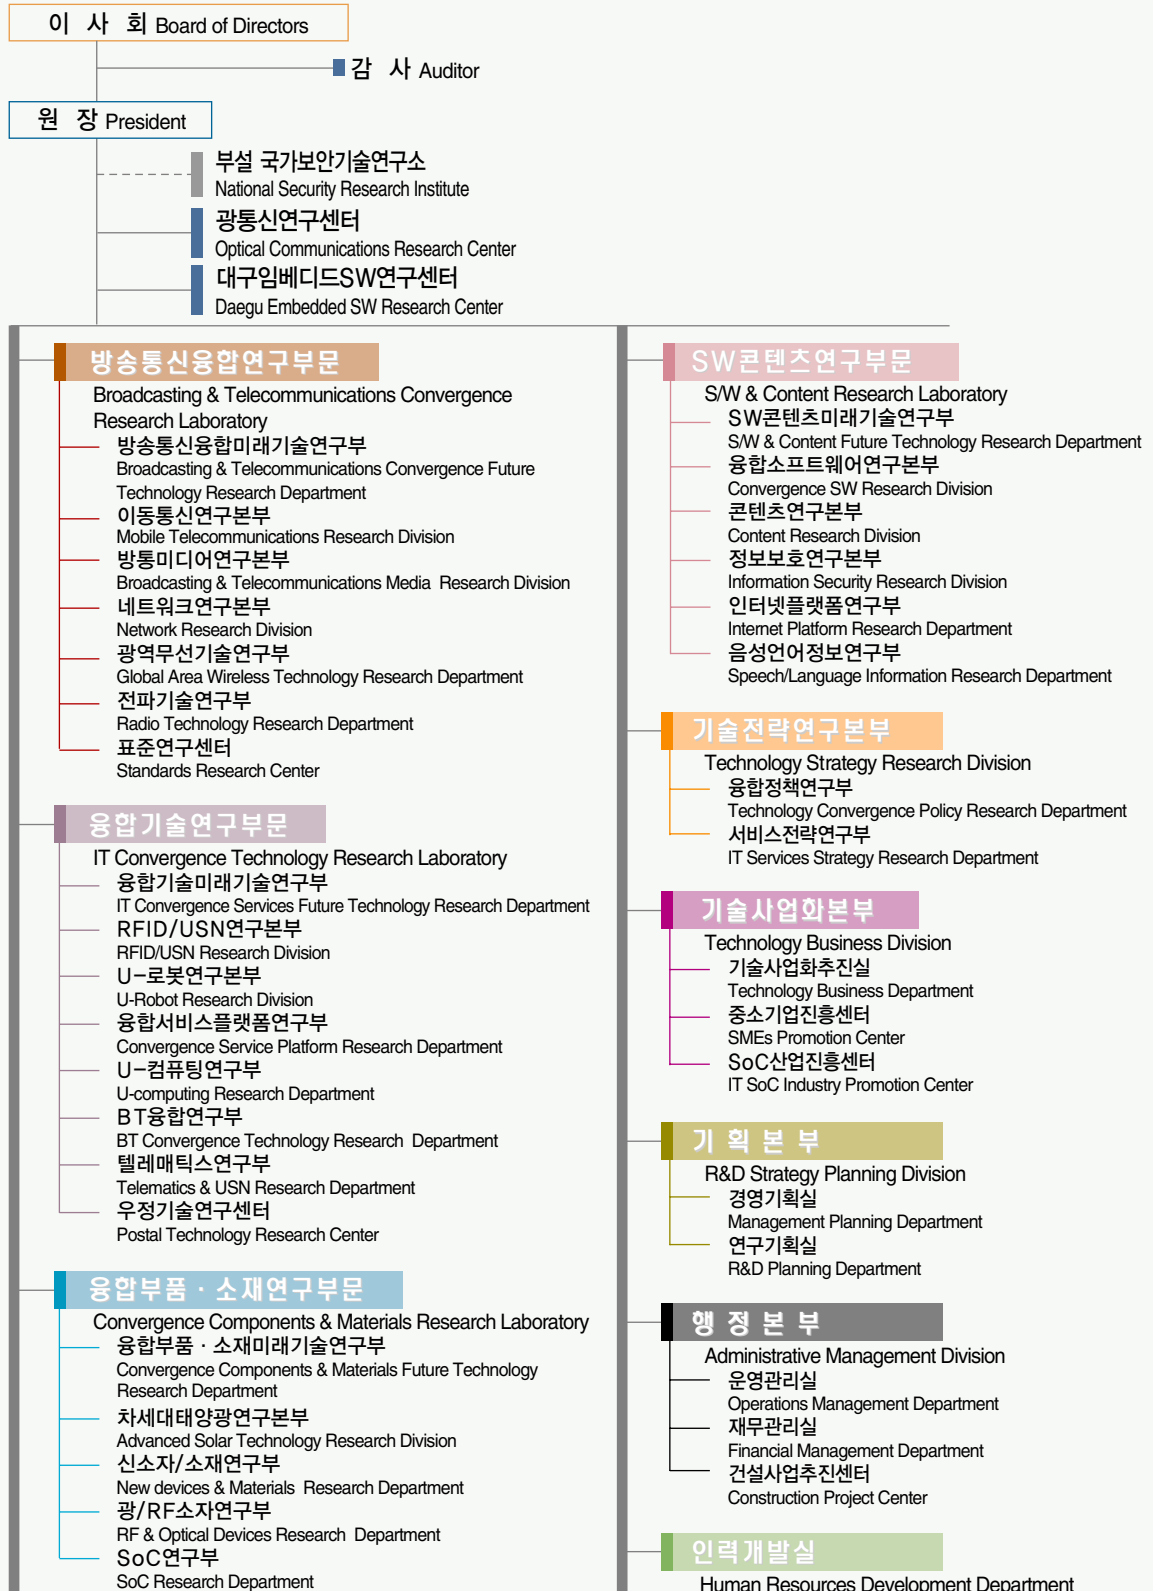 이 사 회 Board of Directors
감 사 Auditor
원 장 President
부설 국가보안기술연구소
National Security Research Institute
광통신연구센터
Optical Communications Research Center
대구임베디드SW연구센터
Daegu Embedded SW Research Center
방송통신융합연구부문
Broadcasting & Telecommunications Convergence
Research Laboratory
방송통신융합미래기술연구부
Broadcasting & Telecommunications Convergence Future
Technology Research Department
이동통신연구본부
Mobile Telecommunications Research Division
방통미디어연구본부
Broadcasting & Telecommunications Media Research Division
네트워크연구본부
Network Research Division
광역무선기술연구부
Global Area Wireless Technology Research Department
전파기술연구부
Radio Technology Research Department
표준연구센터
Standards Research Center
융합기술연구부문
IT Convergence Technology Research Laboratory
융합기술미래기술연구부
IT Convergence Services Future Technology Research Department
RFID/USN연구본부
RFID/USN Research Division
U-로봇연구본부
U-Robot Research Division
융합서비스플랫폼연구부
Convergence Service Platform Research Department
U-컴퓨팅연구부
U-computing Research Department
BT융합연구부
BT Convergence Technology Research Department
텔레매틱스연구부
Telematics & USN Research Department
우정기술연구센터
Postal Technology Research Center
융합부품·소재연구부문
Convergence Components & Materials Research Laboratory
융합부품·소재미래기술연구부
Convergence Components & Materials Future Technology
Research Department
차세대태양광연구본부
Advanced Solar Technology Research Division
신소자/소재연구부
New devices & Materials Research Department
광/RF소자연구부
RF & Optical Devices Research Department
SoC연구부
SoC Research Department
SW콘텐츠연구부문
S/W & Content Research Laboratory
SW콘텐츠미래기술연구부
S/W & Content Future Technology Research Department
융합소프트웨어연구본부
Convergence SW Research Division
콘텐츠연구본부
Content Research Division
정보보호연구본부
Information Security Research Division
인터넷플랫폼연구부
Internet Platform Research Department
음성언어정보연구부
Speech/Language Information Research Department
기술전략연구본부
Technology Strategy Research Division
융합정책연구부
Technology Convergence Policy Research Department
서비스전략연구부
IT Services Strategy Research Department
기술사업화본부
Technology Business Division
기술사업화추진실
Technology Business Department
중소기업진흥센터
SMEs Promotion Center
SoC산업진흥센터
IT SoC Industry Promotion Center
기 획 본 부
R&D Strategy Planning Division
경영기획실
Management Planning Department
연구기획실
R&D Planning Department
행 정 본 부
Administrative Management Division
운영관리실
Operations Management Department
재무관리실
Financial Management Department
건설사업추진센터
Construction Project Center
인력개발실
Human Resources Development Department